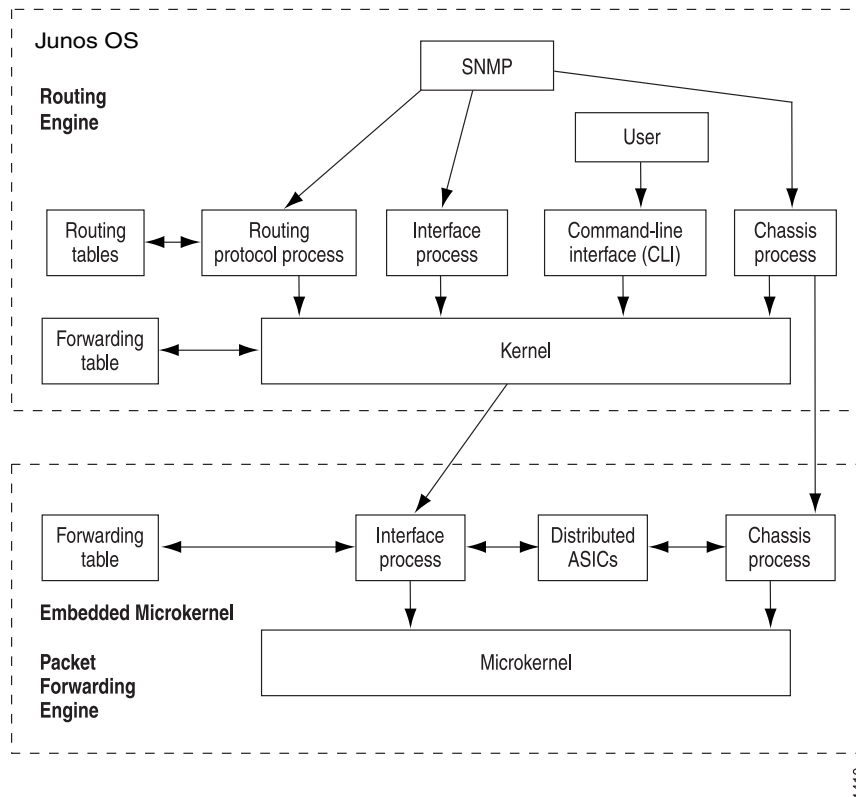 Junos OS
Routing
Engine
SNMP
User
Routing
tables
Routing
protocol process
Interface
process
Command-line
interface (CLI)
Chassis
process
Forwarding
table
Kernel
Forwarding
table
Interface
process
Distributed
ASICs
Chassis
process
Embedded Microkernel
Microkernel
Packet
Forwarding
Engine